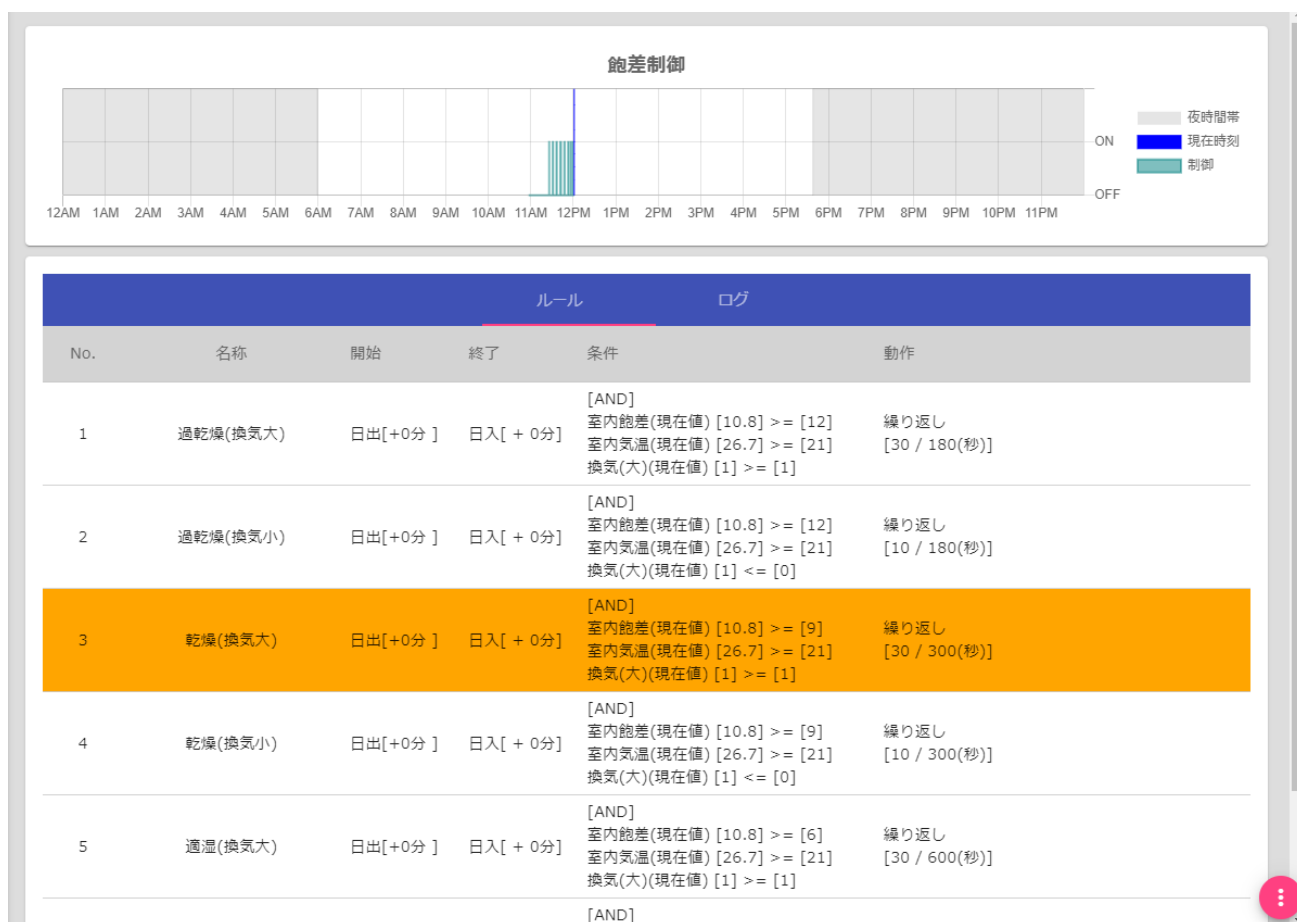 飽差制御
夜時間帯
現在時刻
制御
ON
OFF
12AM 1AM 2AM 3AM 4AM 5AM 6AM 7AM 8AM 9AM 10AM 11AM 12PM 1PM 2PM 3PM 4PM 5PM 6PM 7PM 8PM 9PM 10PM 11PM
ルール ログ
No. 名称 開始 終了 条件 動作
[AND]
室内飽差(現在値) [10.8] >= [12] 繰り返し
1 過乾燥(換気大) 日出[+0分 ] 日入[ + 0分]
室内気温(現在値) [26.7] >= [21] [30 / 180(秒)]
換気(大)(現在値) [1] >= [1]
[AND]
室内飽差(現在値) [10.8] >= [12] 繰り返し
2 過乾燥(換気小) 日出[+0分 ] 日入[ + 0分]
室内気温(現在値) [26.7] >= [21] [10 / 180(秒)]
換気(大)(現在値) [1] <= [0]
[AND]
室内飽差(現在値) [10.8] >= [9] 繰り返し
3 乾燥(換気大) 日出[+0分 ] 日入[ + 0分]
室内気温(現在値) [26.7] >= [21] [30 / 300(秒)]
換気(大)(現在値) [1] >= [1]
[AND]
室内飽差(現在値) [10.8] >= [9] 繰り返し
4 乾燥(換気小) 日出[+0分 ] 日入[ + 0分]
室内気温(現在値) [26.7] >= [21] [10 / 300(秒)]
換気(大)(現在値) [1] <= [0]
[AND]
室内飽差(現在値) [10.8] >= [6] 繰り返し
5 適湿(換気大) 日出[+0分 ] 日入[ + 0分]
室内気温(現在値) [26.7] >= [21] [30 / 600(秒)]
換気(大)(現在値) [1] >= [1]
[AND]